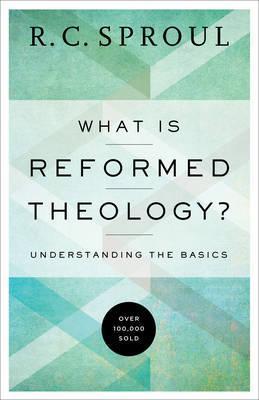 R. C. SPROUL
WHAT IS
REFORMED
THEOLOGY?
UNDERSTANDING THE BASICS
OVER
100,000
SOLD